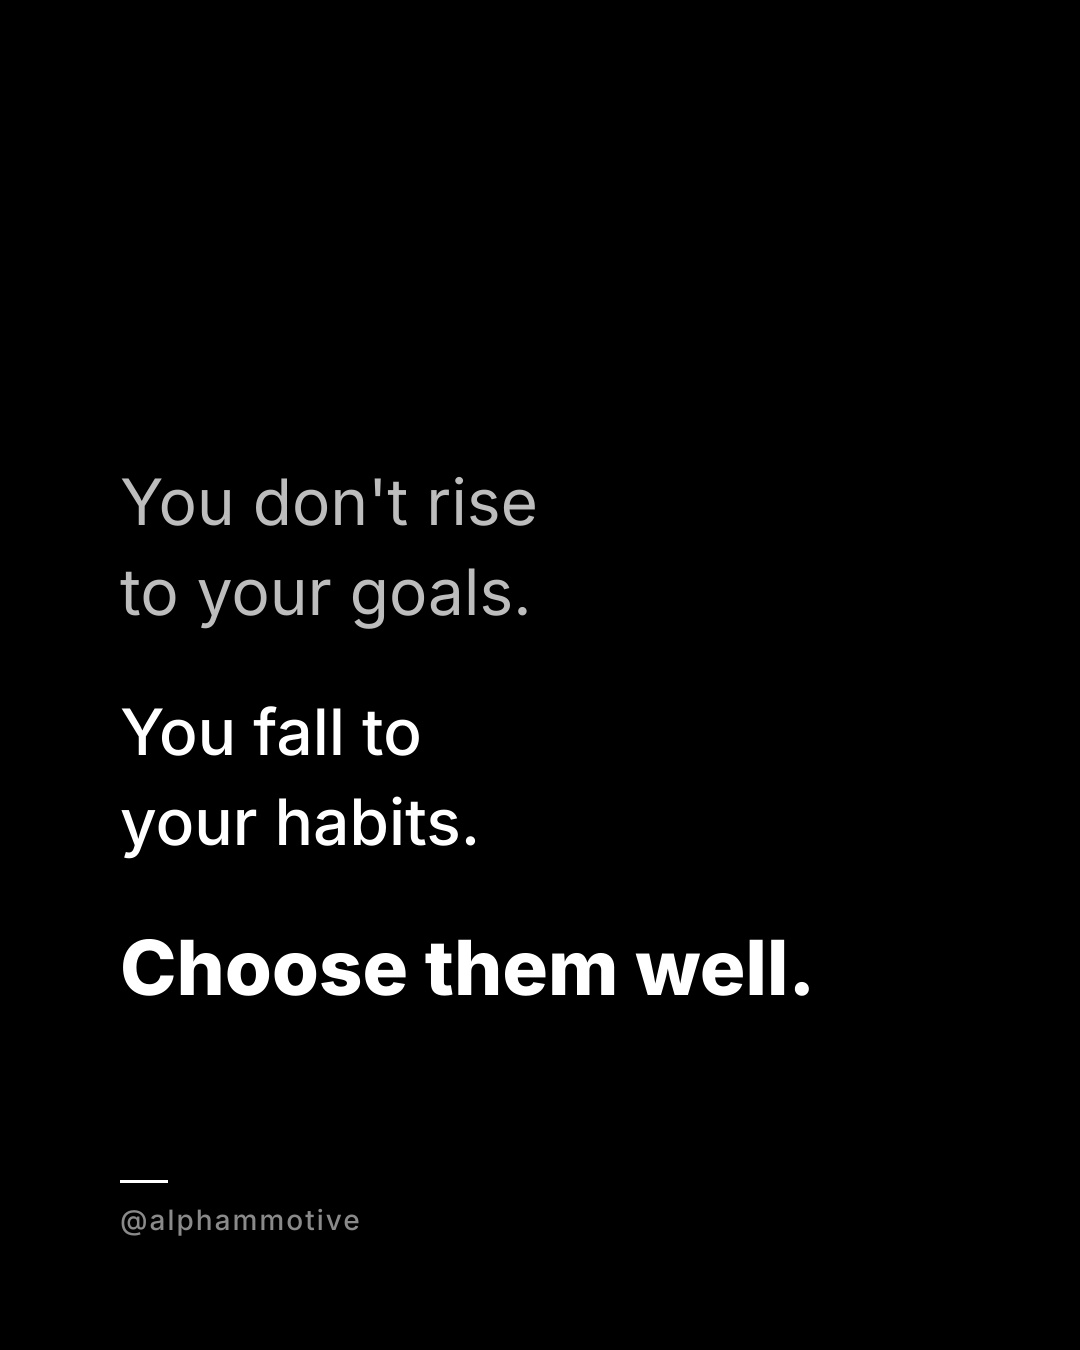 You don't rise
to your goals.
You fall to
your habits.
Choose them well.
@alphammotive